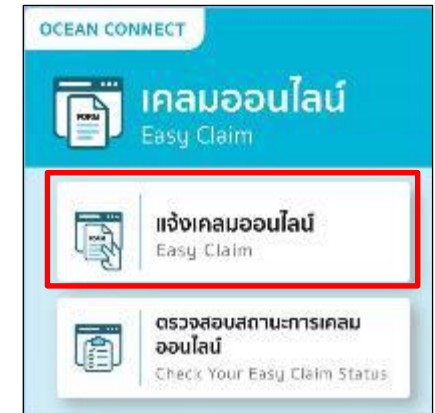 OCEAN CONNECT
เคลมออนไลน์
Easy Claim
FORM
แจ้งเคลมออนไลน์
Easy Claim
ตรวจสอบสถานะการเคลม
ออนไลน์
Check Your Easy Claim Status